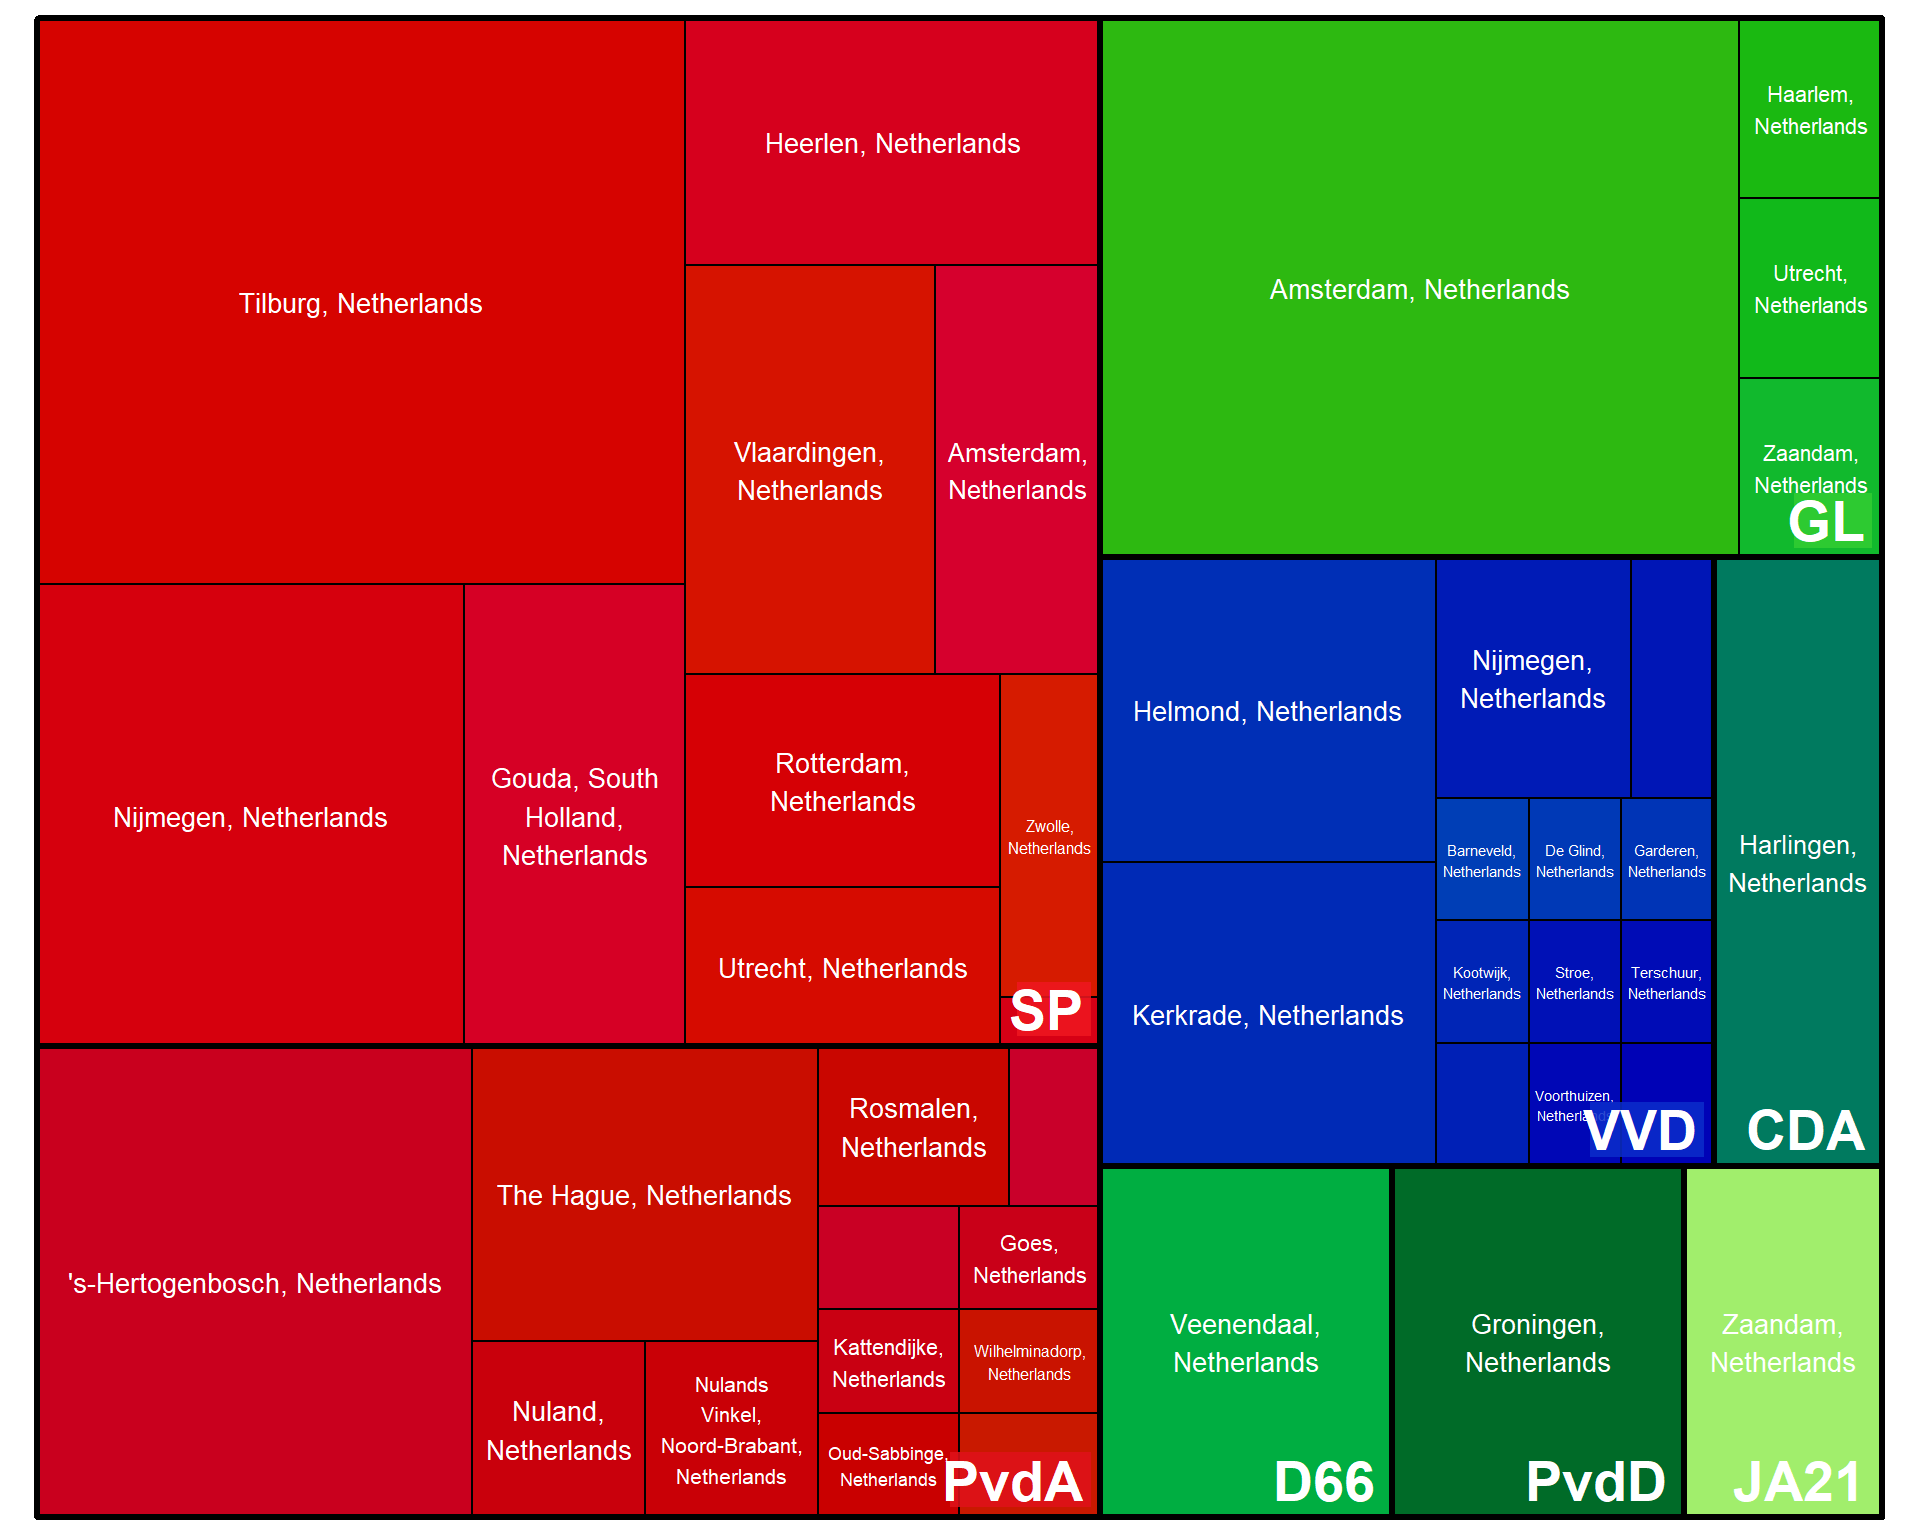 Tilburg, Netherlands
Heerlen, Netherlands
Vlaardingen,
Netherlands
Amsterdam,
Netherlands
Nijmegen, Netherlands
Gouda, South
Holland,
Netherlands
Rotterdam,
Netherlands
Utrecht, Netherlands
Zwolle,
Netherlands
SP
's-Hertogenbosch, Netherlands
The Hague, Netherlands
Nuland,
Netherlands
Nulands
Vinkel,
Noord-Brabant,
Netherlands
Rosmalen,
Netherlands
Goes,
Netherlands
Kattendijke,
Netherlands
Wilhelminadorp,
Netherlands
Oud-Sabbinge,
Netherlands
PvdA
Amsterdam, Netherlands
Haarlem,
Netherlands
Utrecht,
Netherlands
Zaandam,
Netherlands
GL
Helmond, Netherlands
Kerkrade, Netherlands
Nijmegen,
Netherlands
Barneveld,
Netherlands
De Glind,
Netherlands
Garderen,
Netherlands
Kootwijk,
Netherlands
Stroe,
Netherlands
Terschuur,
Netherlands
Voorthuizen,
Netherlands
VVD
Harlingen,
Netherlands
CDA
Veenendaal,
Netherlands
D66
Groningen,
Netherlands
PvdD
Zaandam,
Netherlands
JA21